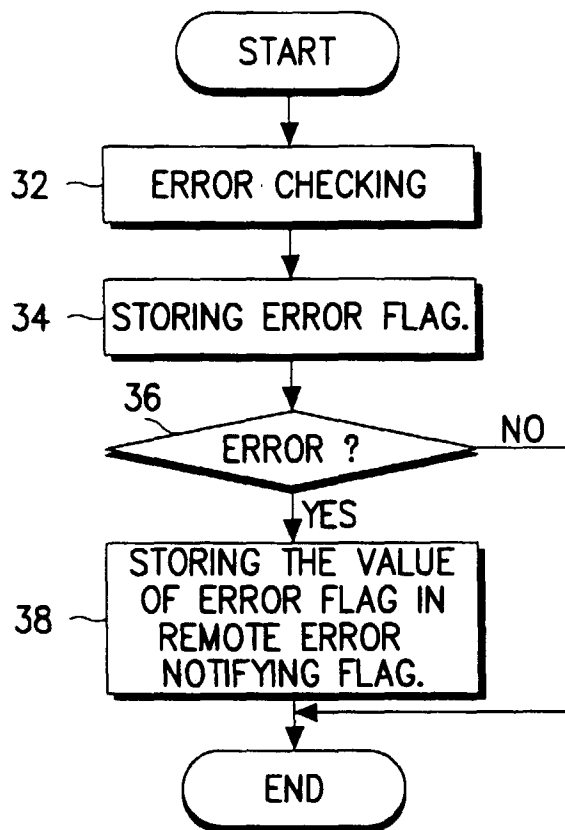 START
32
ERROR CHECKING
34
STORING ERROR FLAG.
36
ERROR ?
NO
YES
38
STORING THE VALUE
OF ERROR FLAG IN
REMOTE ERROR
NOTIFYING FLAG.
END